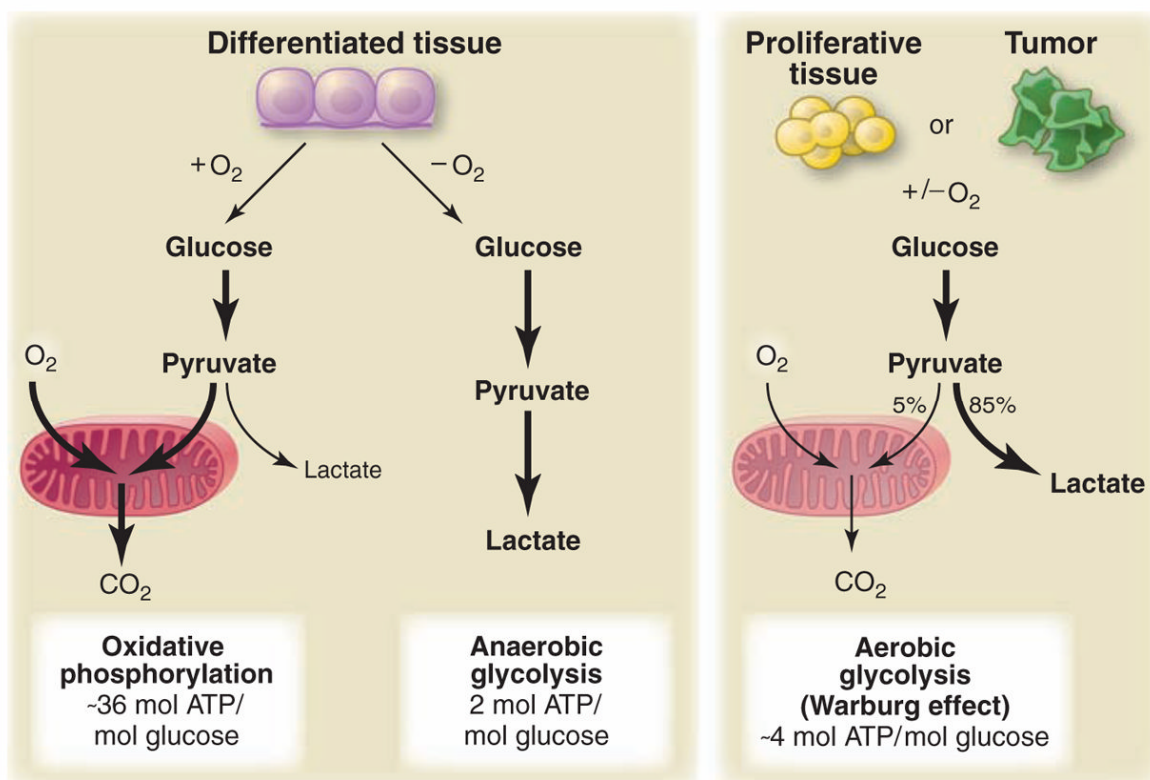 Differentiated tissue
+O₂
−O₂
Glucose
Glucose
O₂
Pyruvate
Pyruvate
Lactate
Lactate
CO₂
Oxidative
phosphorylation
~36 mol ATP/
mol glucose
Anaerobic
glycolysis
2 mol ATP/
mol glucose
Proliferative
tissue
or
Tumor
+/−O₂
Glucose
O₂
Pyruvate
5%
85%
Lactate
CO₂
Aerobic
glycolysis
(Warburg effect)
~4 mol ATP/mol glucose